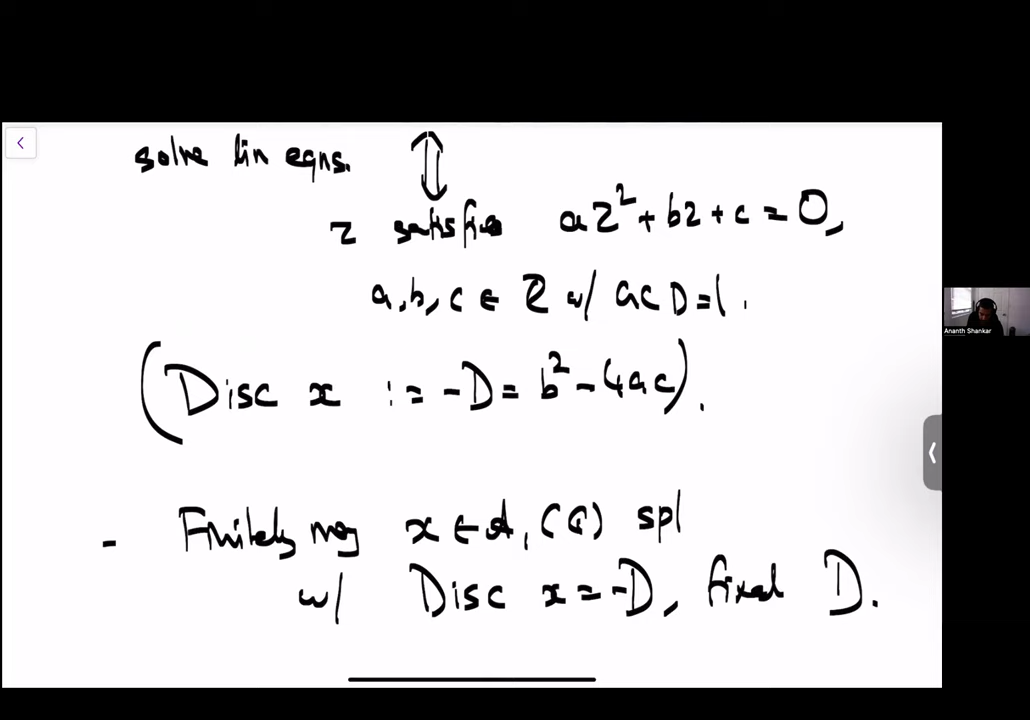 solve lin eqns.
z satisfies az² + bz + c = 0,
a, b, c ∈ Z w/ gcd = 1.
(Disc x := -D = b² - 4ac).
Ananth Shankar
- Finitely many x ∈ A₁(C) spl
w/ Disc x = -D, fixed D.